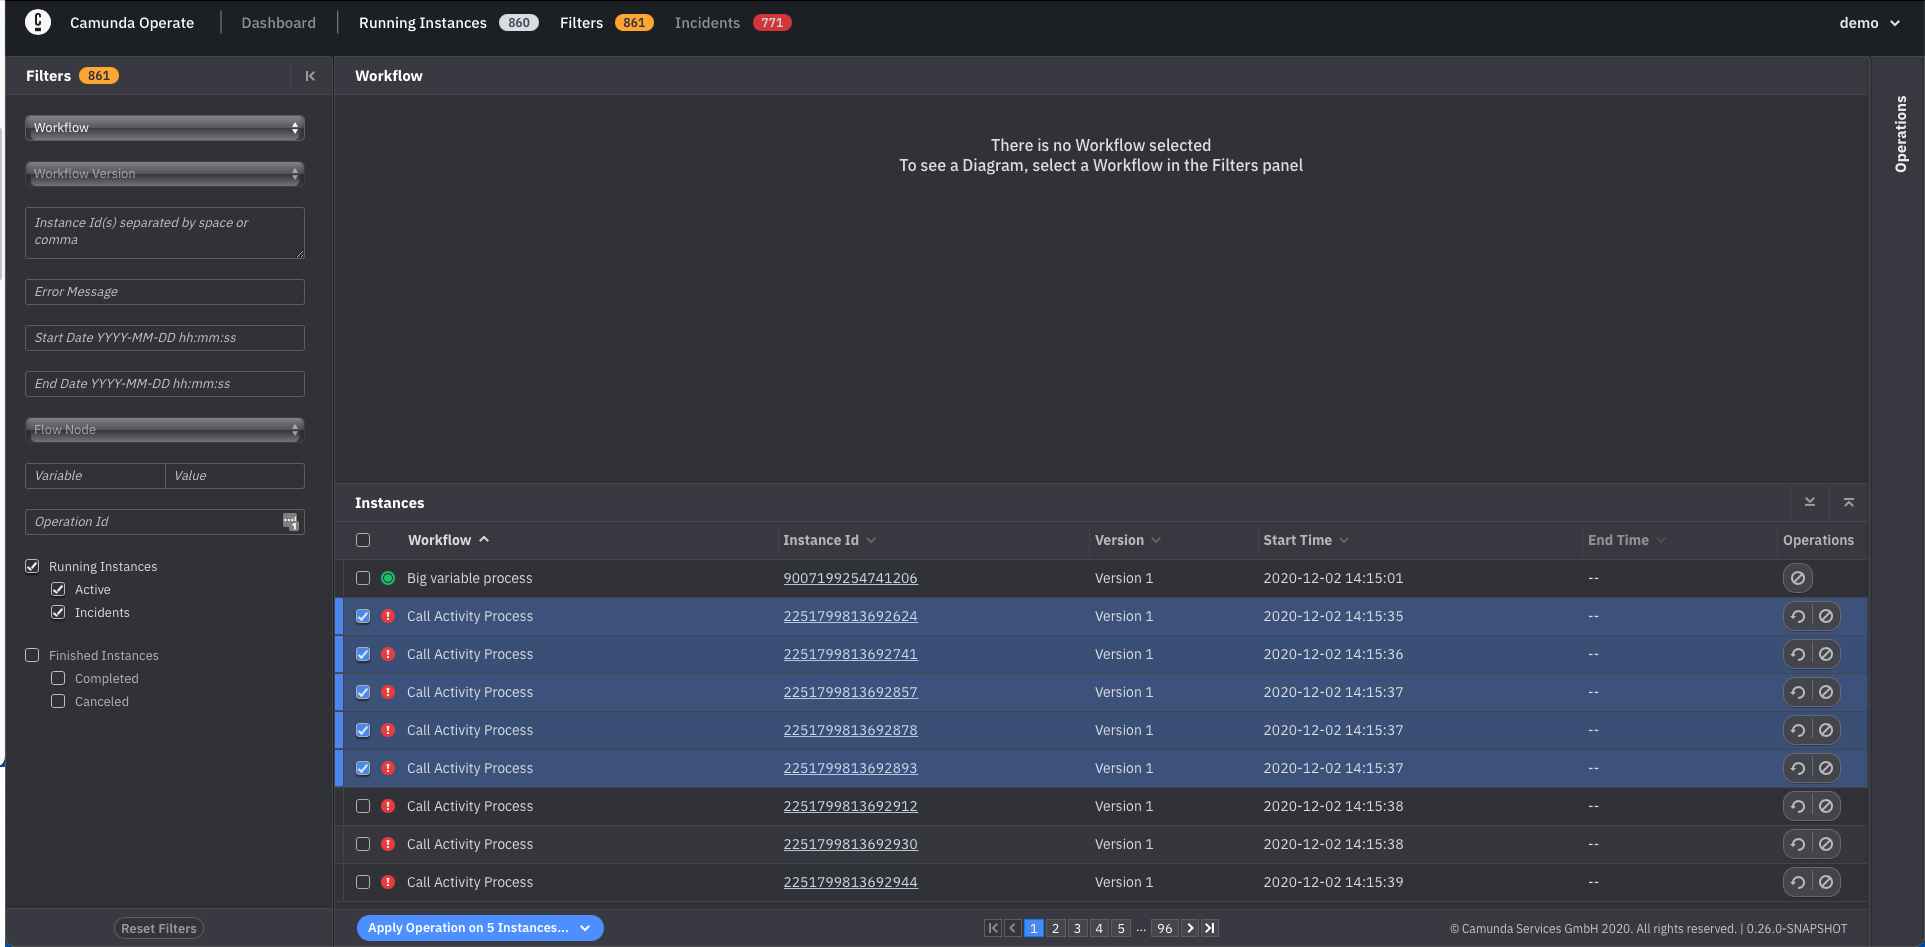 Camunda Operate Dashboard Running Instances 860 Filters 861 Incidents 771 demo
Filters 861
Workflow
Workflow Version
Instance Id(s) separated by space or
comma
Error Message
Start Date YYYY-MM-DD hh:mm:ss
End Date YYYY-MM-DD hh:mm:ss
Flow Node
Variable Value
Operation Id
Running Instances
Active
Incidents
Finished Instances
Completed
Canceled
Reset Filters
Workflow
There is no Workflow selected
To see a Diagram, select a Workflow in the Filters panel
Operations
Instances
Workflow Instance Id Version Start Time End Time Operations
Big variable process 9007199254741206 Version 1 2020-12-02 14:15:01 --
Call Activity Process 2251799813692624 Version 1 2020-12-02 14:15:35 --
Call Activity Process 2251799813692741 Version 1 2020-12-02 14:15:36 --
Call Activity Process 2251799813692857 Version 1 2020-12-02 14:15:37 --
Call Activity Process 2251799813692878 Version 1 2020-12-02 14:15:37 --
Call Activity Process 2251799813692893 Version 1 2020-12-02 14:15:37 --
Call Activity Process 2251799813692912 Version 1 2020-12-02 14:15:38 --
Call Activity Process 2251799813692930 Version 1 2020-12-02 14:15:38 --
Call Activity Process 2251799813692944 Version 1 2020-12-02 14:15:39 --
Apply Operation on 5 Instances... 1 2 3 4 5 ... 96 © Camunda Services GmbH 2020. All rights reserved. | 0.26.0-SNAPSHOT